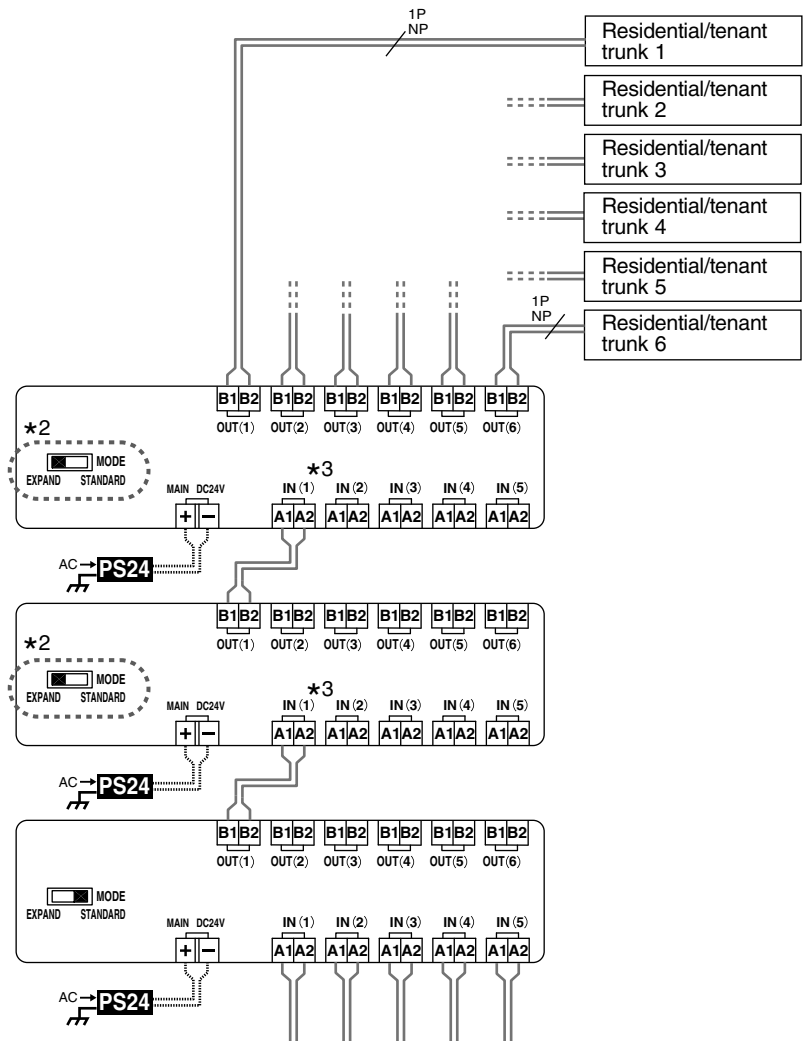 1P
NP
Residential/tenant
trunk 1
Residential/tenant
trunk 2
Residential/tenant
trunk 3
Residential/tenant
trunk 4
Residential/tenant
trunk 5
1P
NP
Residential/tenant
trunk 6
B1 B2 B1 B2 B1 B2 B1 B2 B1 B2 B1 B2
OUT(1) OUT(2) OUT(3) OUT(4) OUT(5) OUT(6)
*2
MODE
EXPAND STANDARD
*3
MAIN DC24V IN(1) IN(2) IN(3) IN(4) IN(5)
+ − A1 A2 A1 A2 A1 A2 A1 A2 A1 A2
AC→ PS24
B1 B2 B1 B2 B1 B2 B1 B2 B1 B2 B1 B2
OUT(1) OUT(2) OUT(3) OUT(4) OUT(5) OUT(6)
*2
MODE
EXPAND STANDARD
*3
MAIN DC24V IN(1) IN(2) IN(3) IN(4) IN(5)
+ − A1 A2 A1 A2 A1 A2 A1 A2 A1 A2
AC→ PS24
B1 B2 B1 B2 B1 B2 B1 B2 B1 B2 B1 B2
OUT(1) OUT(2) OUT(3) OUT(4) OUT(5) OUT(6)
MODE
EXPAND STANDARD
MAIN DC24V IN(1) IN(2) IN(3) IN(4) IN(5)
+ − A1 A2 A1 A2 A1 A2 A1 A2 A1 A2
AC→ PS24